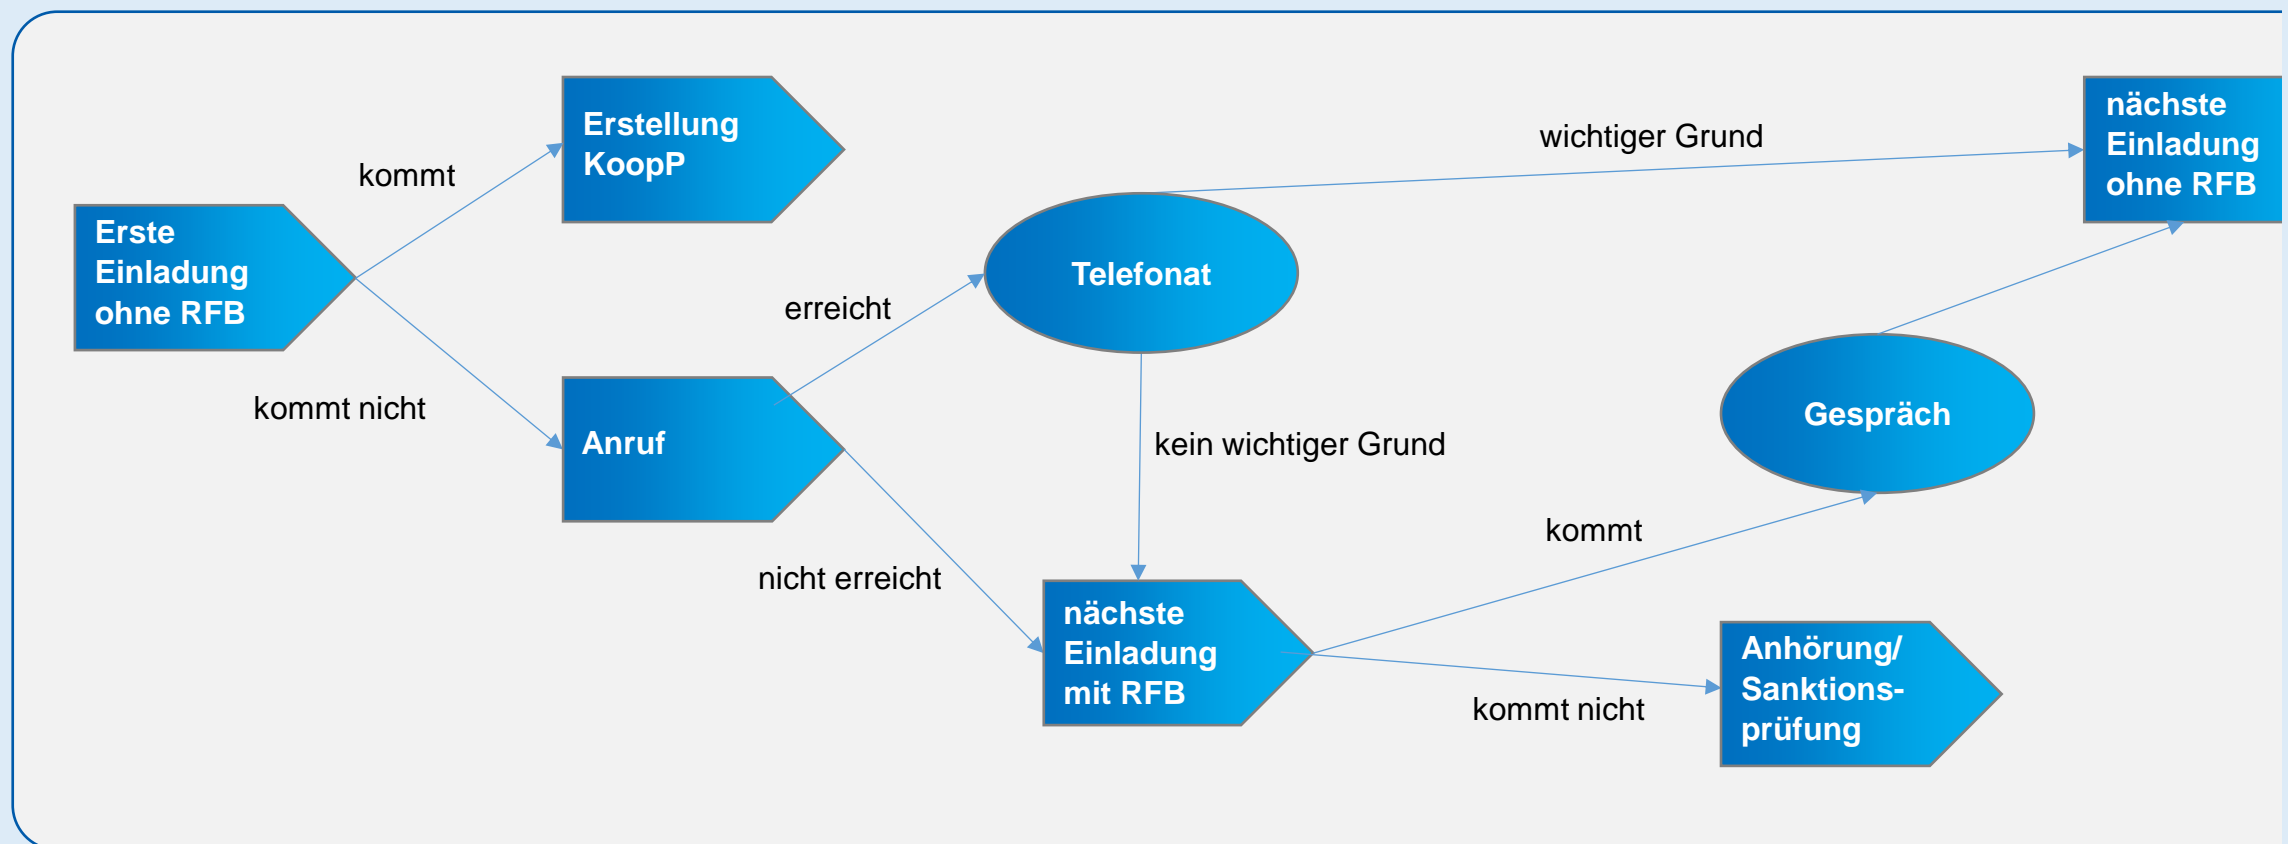 Erste
Einladung
ohne RFB
kommt
Erstellung
KoopP
kommt nicht
Anruf
erreicht
Telefonat
wichtiger Grund
nächste
Einladung
ohne RFB
kein wichtiger Grund
nicht erreicht
nächste
Einladung
mit RFB
kommt
Gespräch
kommt nicht
Anhörung/
Sanktions-
prüfung